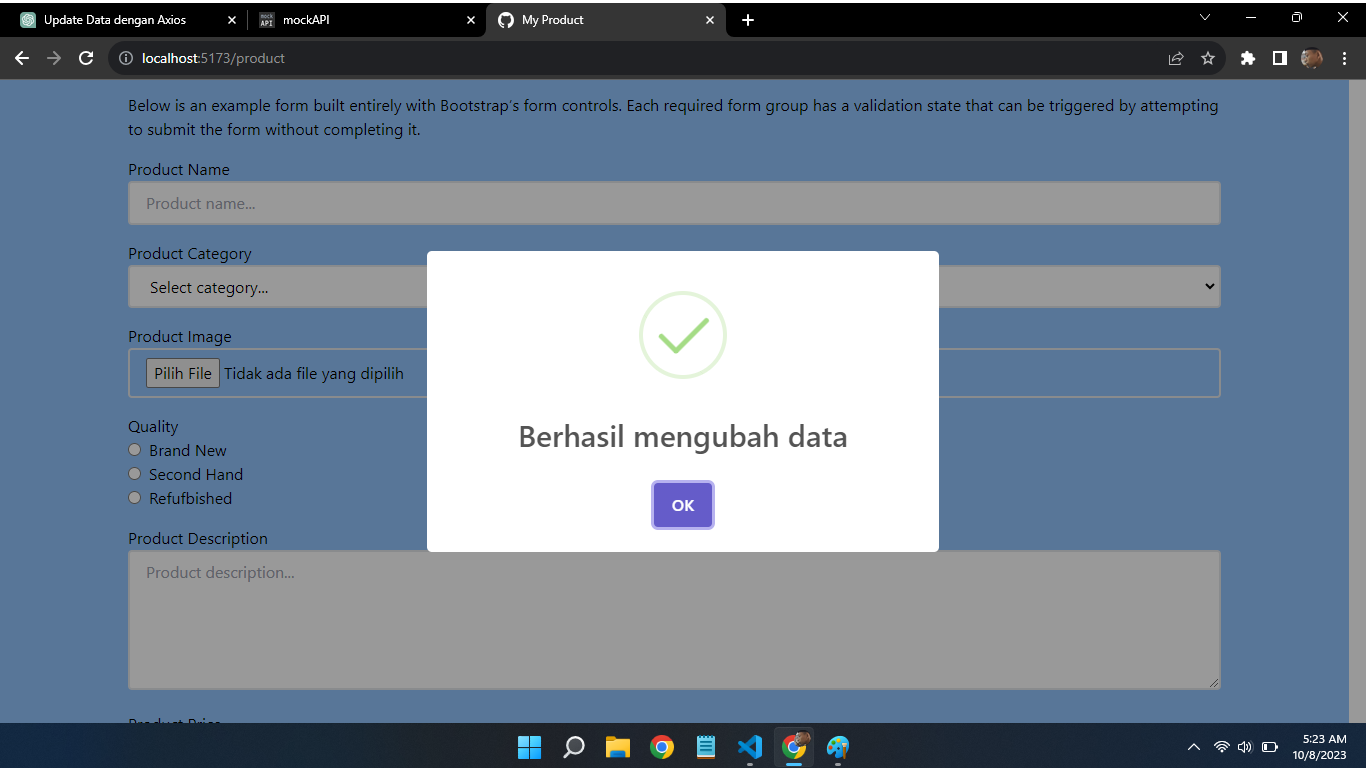 Update Data dengan Axios
mockAPI
My Product
localhost:5173/product
Below is an example form built entirely with Bootstrap's form controls. Each required form group has a validation state that can be triggered by attempting
to submit the form without completing it.
Product Name
Product name...
Product Category
Select category...
Product Image
Pilih File Tidak ada file yang dipilih
Quality
Brand New
Second Hand
Refufbished
Product Description
Product description...
Product Price
Berhasil mengubah data
OK
5:23 AM
10/8/2023